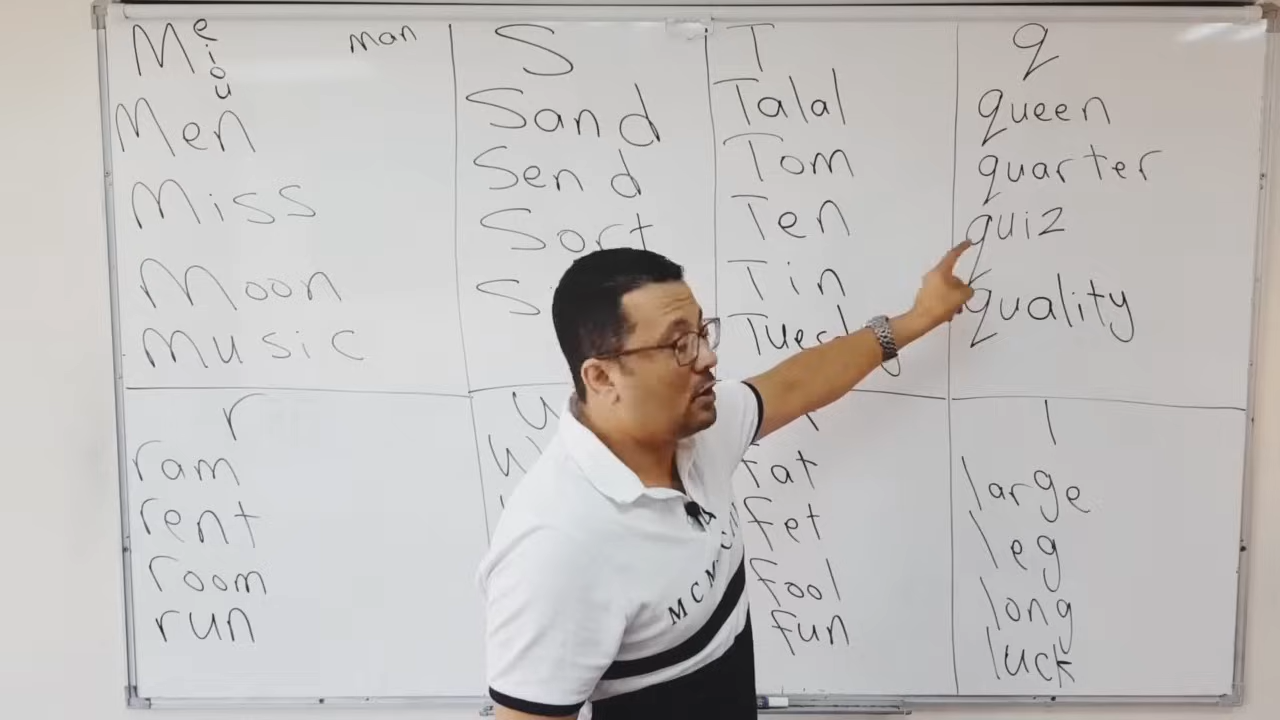 M e man
i
o
u
Men
Miss
Moon
Music
S
Sand
Send
Sort
T
Talal
Tom
Ten
Tin
q
queen
quarter
quiz
quality
r
ram
rent
room
run
u
fat
fet
fool
fun
l
large
leg
long
luck